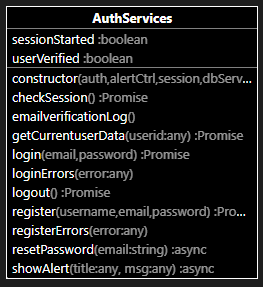 AuthServices
sessionStarted :boolean
userVerified :boolean
constructor(auth,alertCtrl,session,dbServ...
checkSession() :Promise
emailverificationLog()
getCurrentuserData(userid:any) :Promise
login(email,password) :Promise
loginErrors(error:any)
logout() :Promise
register(username,email,password) :Pro...
registerErrors(error:any)
resetPassword(email:string) :async
showAlert(title:any, msg:any) :async